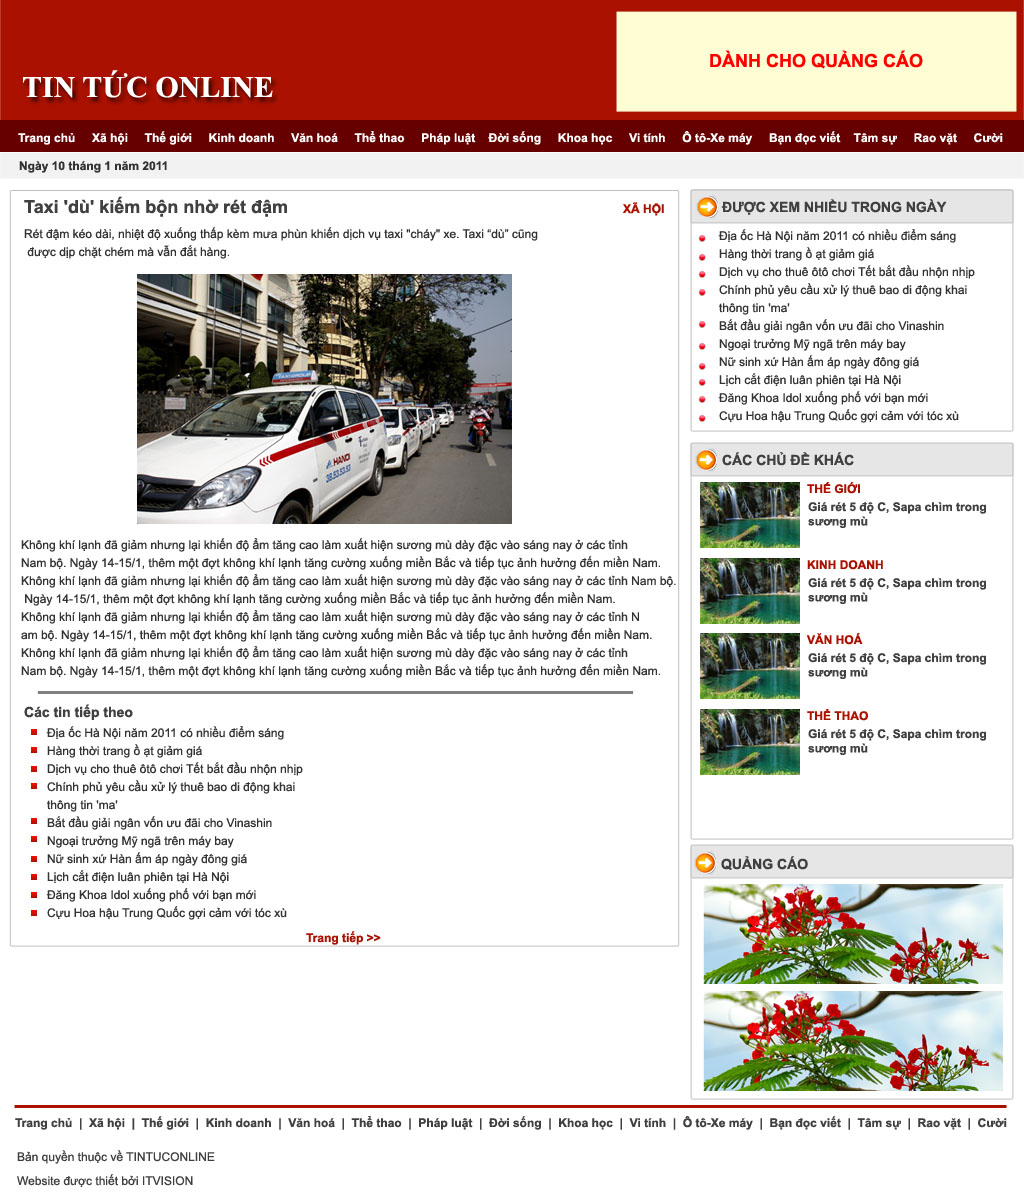 DÀNH CHO QUẢNG CÁO
TIN TỨC ONLINE
Trang chủ Xã hội Thế giới Kinh doanh Văn hoá Thể thao Pháp luật Đời sống Khoa học Vi tính Ô tô-Xe máy Bạn đọc viết Tâm sự Rao vặt Cười
Ngày 10 tháng 1 năm 2011
Taxi 'dù' kiếm bộn nhờ rét đậm
XÃ HỘI
Rét đậm kéo dài, nhiệt độ xuống thấp kèm mưa phùn khiến dịch vụ taxi "cháy" xe. Taxi “dù” cũng
được dịp chặt chém mà vẫn đắt hàng.
HANOI
38.53.53.53
Không khí lạnh đã giảm nhưng lại khiến độ ẩm tăng cao làm xuất hiện sương mù dày đặc vào sáng nay ở các tỉnh
Nam bộ. Ngày 14-15/1, thêm một đợt không khí lạnh tăng cường xuống miền Bắc và tiếp tục ảnh hưởng đến miền Nam.
Không khí lạnh đã giảm nhưng lại khiến độ ẩm tăng cao làm xuất hiện sương mù dày đặc vào sáng nay ở các tỉnh Nam bộ.
Ngày 14-15/1, thêm một đợt không khí lạnh tăng cường xuống miền Bắc và tiếp tục ảnh hưởng đến miền Nam.
Không khí lạnh đã giảm nhưng lại khiến độ ẩm tăng cao làm xuất hiện sương mù dày đặc vào sáng nay ở các tỉnh N
am bộ. Ngày 14-15/1, thêm một đợt không khí lạnh tăng cường xuống miền Bắc và tiếp tục ảnh hưởng đến miền Nam.
Không khí lạnh đã giảm nhưng lại khiến độ ẩm tăng cao làm xuất hiện sương mù dày đặc vào sáng nay ở các tỉnh
Nam bộ. Ngày 14-15/1, thêm một đợt không khí lạnh tăng cường xuống miền Bắc và tiếp tục ảnh hưởng đến miền Nam.
Các tin tiếp theo
Địa ốc Hà Nội năm 2011 có nhiều điểm sáng
Hàng thời trang ồ ạt giảm giá
Dịch vụ cho thuê ôtô chơi Tết bắt đầu nhộn nhịp
Chính phủ yêu cầu xử lý thuê bao di động khai
thông tin 'ma'
Bắt đầu giải ngân vốn ưu đãi cho Vinashin
Ngoại trưởng Mỹ ngã trên máy bay
Nữ sinh xứ Hàn ấm áp ngày đông giá
Lịch cắt điện luân phiên tại Hà Nội
Đăng Khoa Idol xuống phố với bạn mới
Cựu Hoa hậu Trung Quốc gợi cảm với tóc xù
Trang tiếp >>
ĐƯỢC XEM NHIỀU TRONG NGÀY
Địa ốc Hà Nội năm 2011 có nhiều điểm sáng
Hàng thời trang ồ ạt giảm giá
Dịch vụ cho thuê ôtô chơi Tết bắt đầu nhộn nhịp
Chính phủ yêu cầu xử lý thuê bao di động khai
thông tin 'ma'
Bắt đầu giải ngân vốn ưu đãi cho Vinashin
Ngoại trưởng Mỹ ngã trên máy bay
Nữ sinh xứ Hàn ấm áp ngày đông giá
Lịch cắt điện luân phiên tại Hà Nội
Đăng Khoa Idol xuống phố với bạn mới
Cựu Hoa hậu Trung Quốc gợi cảm với tóc xù
CÁC CHỦ ĐỀ KHÁC
THẾ GIỚI
Giá rét 5 độ C, Sapa chìm trong
sương mù
KINH DOANH
Giá rét 5 độ C, Sapa chìm trong
sương mù
VĂN HOÁ
Giá rét 5 độ C, Sapa chìm trong
sương mù
THỂ THAO
Giá rét 5 độ C, Sapa chìm trong
sương mù
QUẢNG CÁO
Trang chủ | Xã hội | Thế giới | Kinh doanh | Văn hoá | Thể thao | Pháp luật | Đời sống | Khoa học | Vi tính | Ô tô-Xe máy | Bạn đọc viết | Tâm sự | Rao vặt | Cười
Bản quyền thuộc về TINTUCONLINE
Website được thiết bởi ITVISION